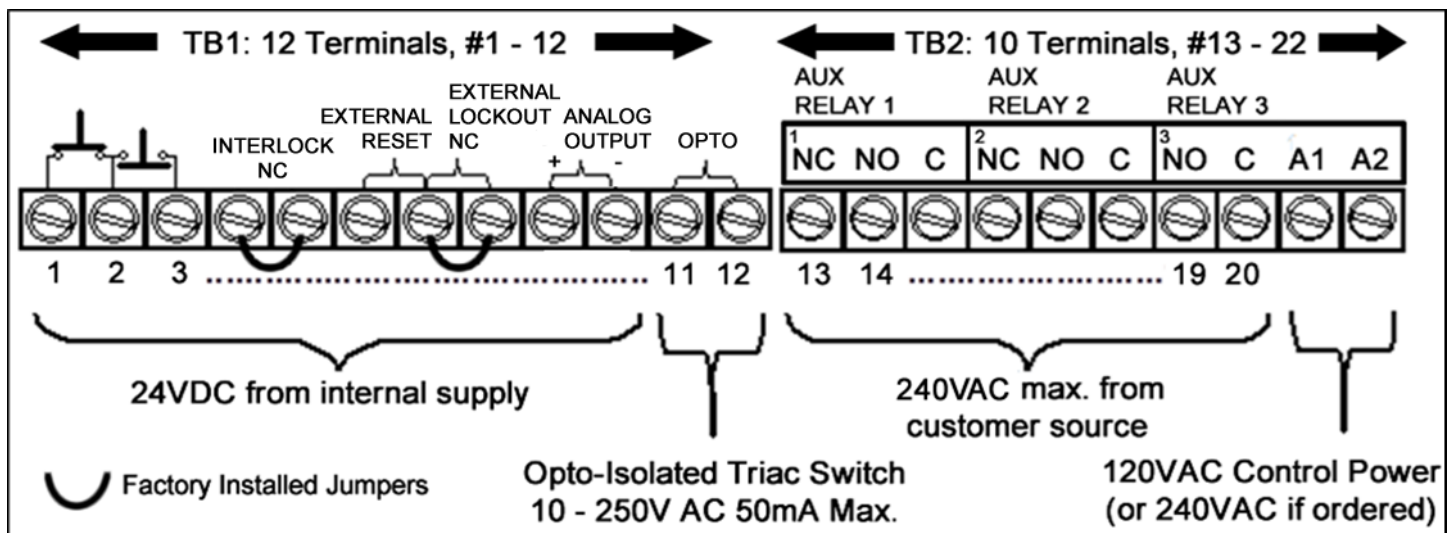 TB1: 12 Terminals, #1 - 12
TB2: 10 Terminals, #13 - 22
INTERLOCK
NC
EXTERNAL
RESET
EXTERNAL
LOCKOUT
NC
ANALOG
OUTPUT
+ -
OPTO
AUX
RELAY 1
AUX
RELAY 2
AUX
RELAY 3
1 NC NO C
2 NC NO C
3 NO C A1 A2
1 2 3 ........................................ 11 12
13 14 ........................ 19 20
24VDC from internal supply
240VAC max. from
customer source
Factory Installed Jumpers
Opto-Isolated Triac Switch
10 - 250V AC 50mA Max.
120VAC Control Power
(or 240VAC if ordered)